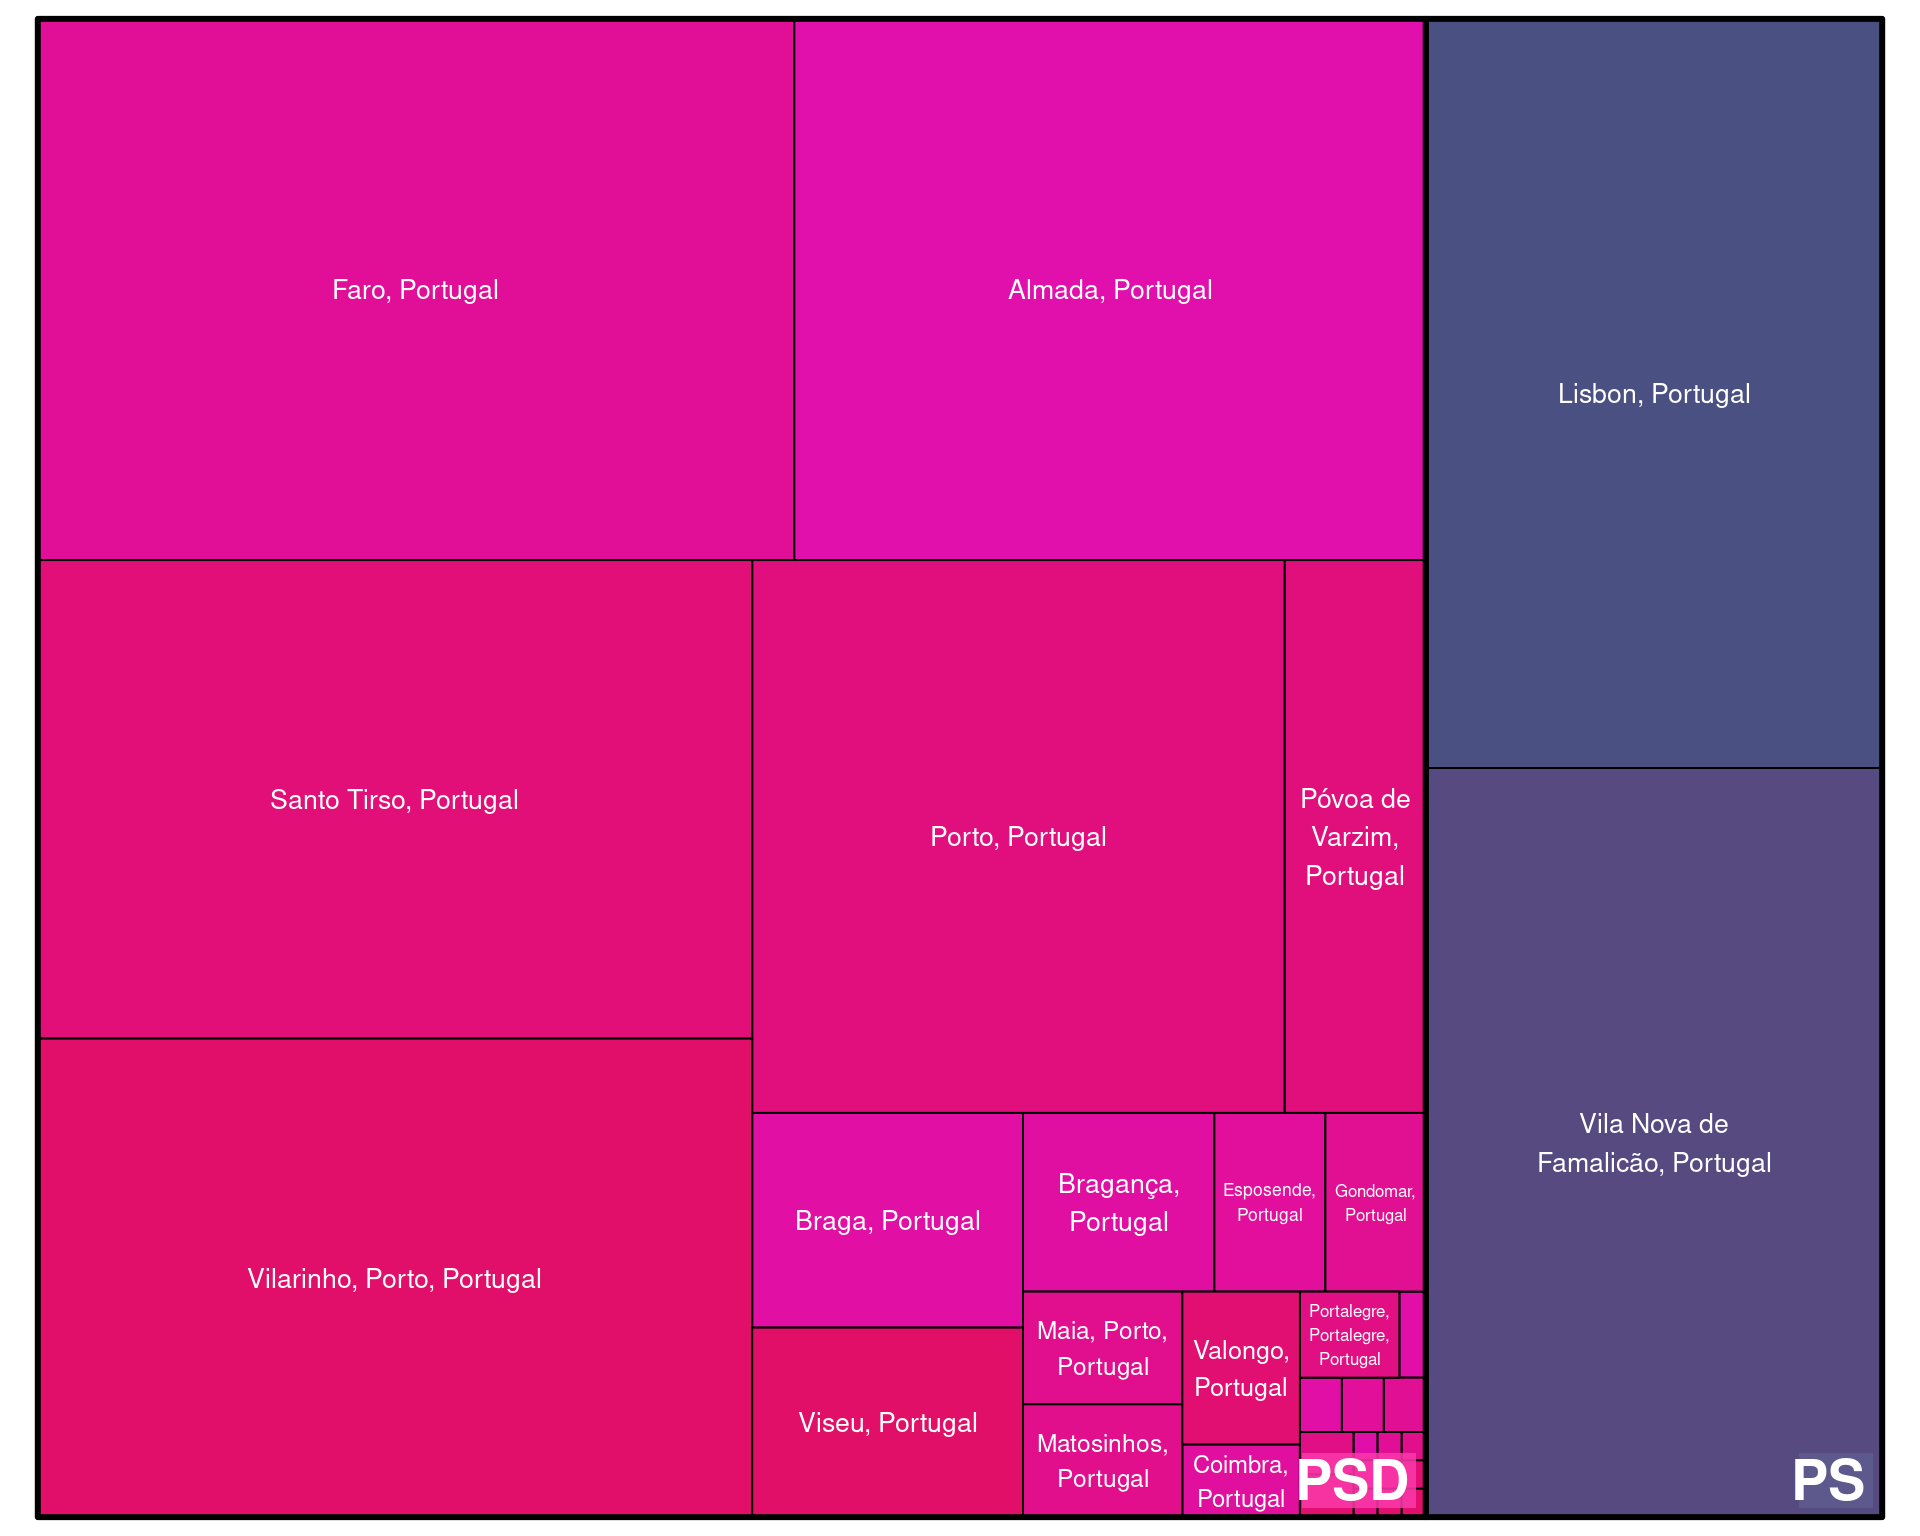 Faro, Portugal
Almada, Portugal
Lisbon, Portugal
Santo Tirso, Portugal
Porto, Portugal
Póvoa de
Varzim,
Portugal
Vilarinho, Porto, Portugal
Braga, Portugal
Bragança,
Portugal
Esposende,
Portugal
Gondomar,
Portugal
Vila Nova de
Famalicão, Portugal
Viseu, Portugal
Maia, Porto,
Portugal
Valongo,
Portugal
Portalegre,
Portalegre,
Portugal
Matosinhos,
Portugal
Coimbra,
Portugal
PSD
PS